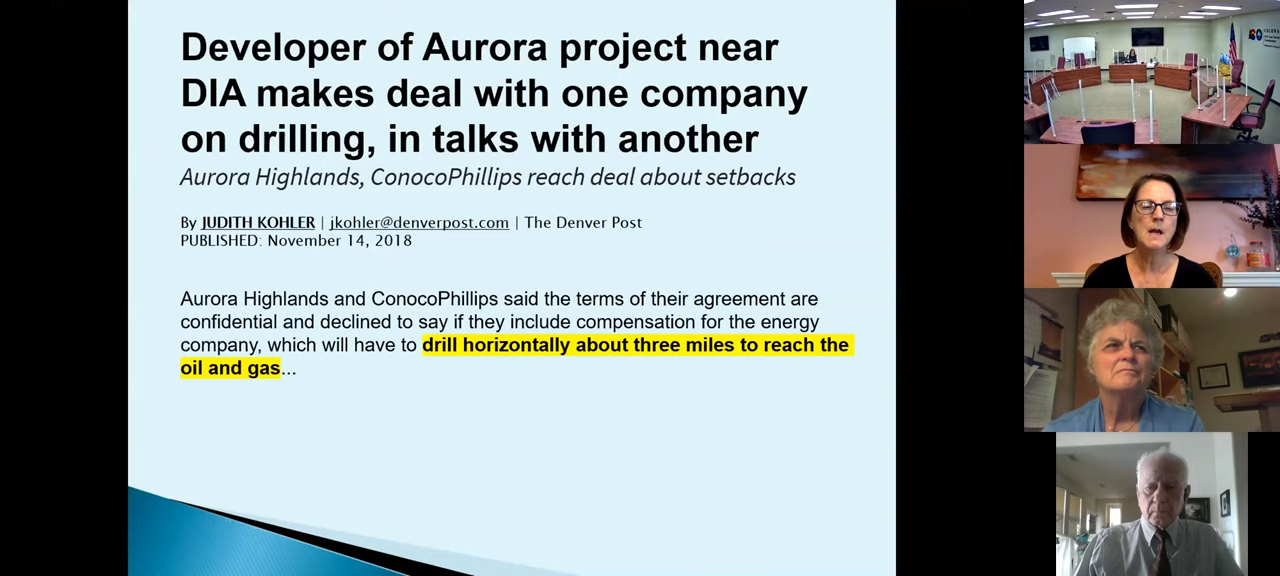 Developer of Aurora project near
DIA makes deal with one company
on drilling, in talks with another
Aurora Highlands, ConocoPhillips reach deal about setbacks
By JUDITH KOHLER | jkohler@denverpost.com | The Denver Post
PUBLISHED: November 14, 2018
Aurora Highlands and ConocoPhillips said the terms of their agreement are
confidential and declined to say if they include compensation for the energy
company, which will have to drill horizontally about three miles to reach the
oil and gas...